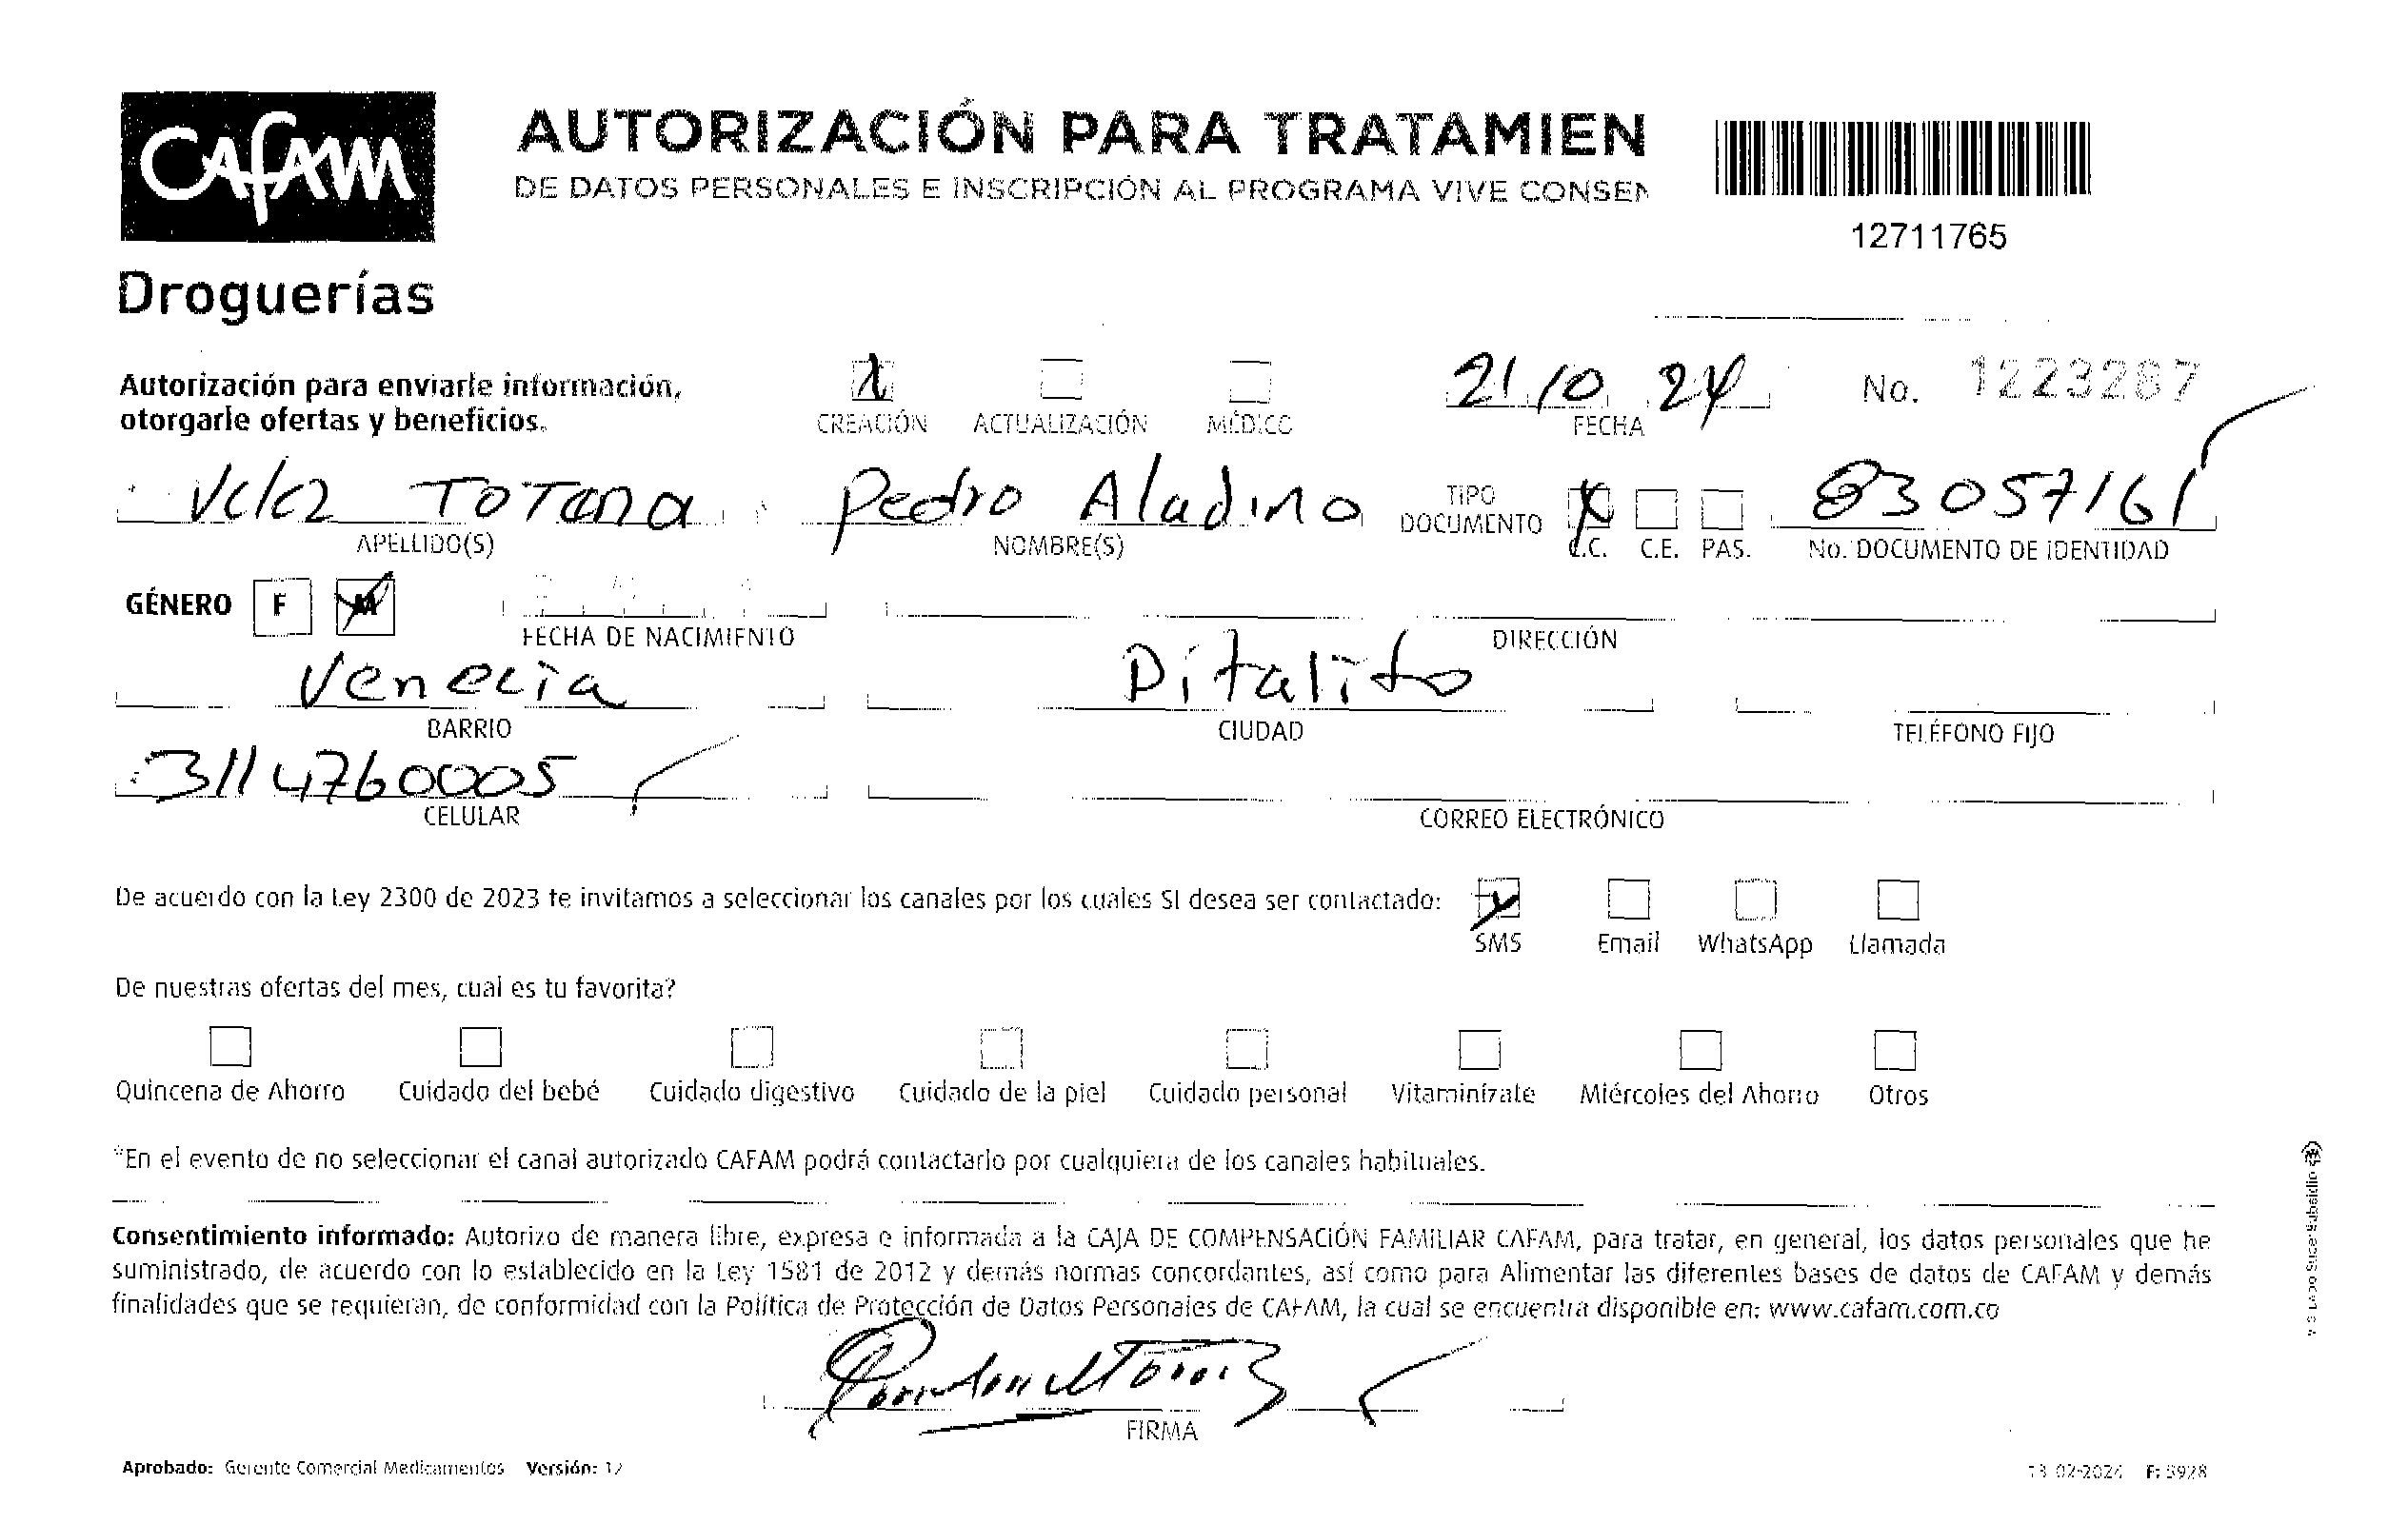 CAFAM
Droguerías
AUTORIZACIÓN PARA TRATAMIEN
DE DATOS PERSONALES E INSCRIPCIÓN AL PROGRAMA VIVE CONSEN
12711765
Autorización para enviarle información,
otorgarle ofertas y beneficios.
X
CREACIÓN ACTUALIZACIÓN MÉDICO
21 10 24
FECHA
No. 1223287
Velez Totena Pedro Aladino
APELLIDO(S) NOMBRE(S)
TIPO
DOCUMENTO
X
C.C. C.E. PAS.
83057161
No. DOCUMENTO DE IDENTIDAD
GÉNERO F M
FECHA DE NACIMIENTO DIRECCIÓN
Venecia Pitalito
BARRIO CIUDAD TELÉFONO FIJO
3114760005
CELULAR CORREO ELECTRÓNICO
De acuerdo con la Ley 2300 de 2023 te invitamos a seleccionar los canales por los cuales SI desea ser contactado:
X
SMS Email WhatsApp Llamada
De nuestras ofertas del mes, cual es tu favorita?
Quincena de Ahorro Cuidado del bebé Cuidado digestivo Cuidado de la piel Cuidado personal Vitamínízate Miércoles del Ahorro Otros
*En el evento de no seleccionar el canal autorizado CAFAM podrá contactarlo por cualquiera de los canales habituales.
Consentimiento informado: Autorizo de manera libre, expresa e informada a la CAJA DE COMPENSACIÓN FAMILIAR CAFAM, para tratar, en general, los datos personales que he
suministrado, de acuerdo con lo establecido en la Ley 1581 de 2012 y demás normas concordantes, así como para Alimentar las diferentes bases de datos de CAFAM y demás
finalidades que se requieran, de conformidad con la Política de Protección de Datos Personales de CAFAM, la cual se encuentra disponible en: www.cafam.com.co
FIRMA
Aprobado: Gerente Comercial Medicamentos Versión: 12
13-02-2024 F: 5928